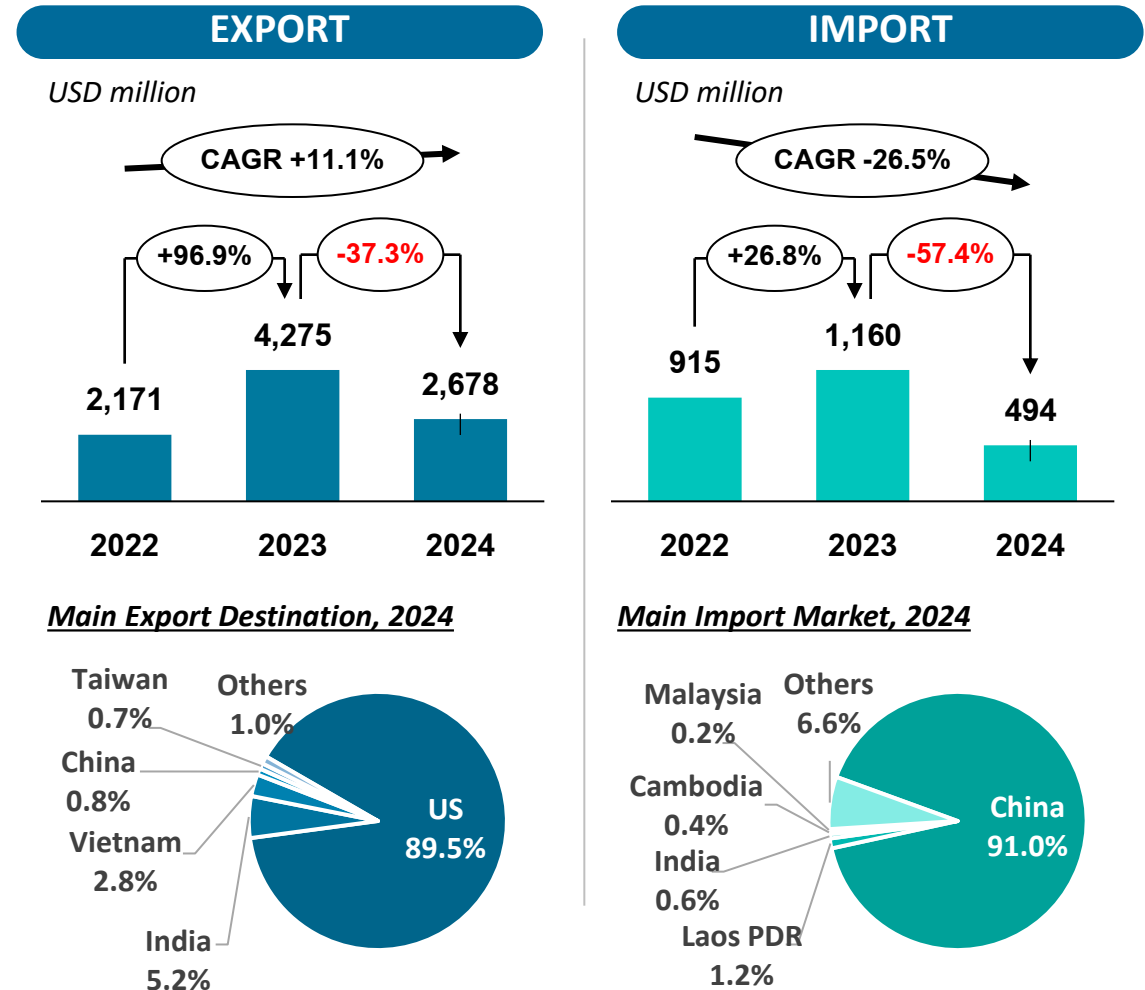 EXPORT
USD million
CAGR +11.1%
+96.9%
-37.3%
2,171
4,275
2,678
2022
2023
2024
Main Export Destination, 2024
Taiwan
0.7%
Others
1.0%
China
0.8%
Vietnam
2.8%
India
5.2%
US
89.5%
IMPORT
USD million
CAGR -26.5%
+26.8%
-57.4%
915
1,160
494
2022
2023
2024
Main Import Market, 2024
Malaysia
0.2%
Others
6.6%
Cambodia
0.4%
India
0.6%
Laos PDR
1.2%
China
91.0%